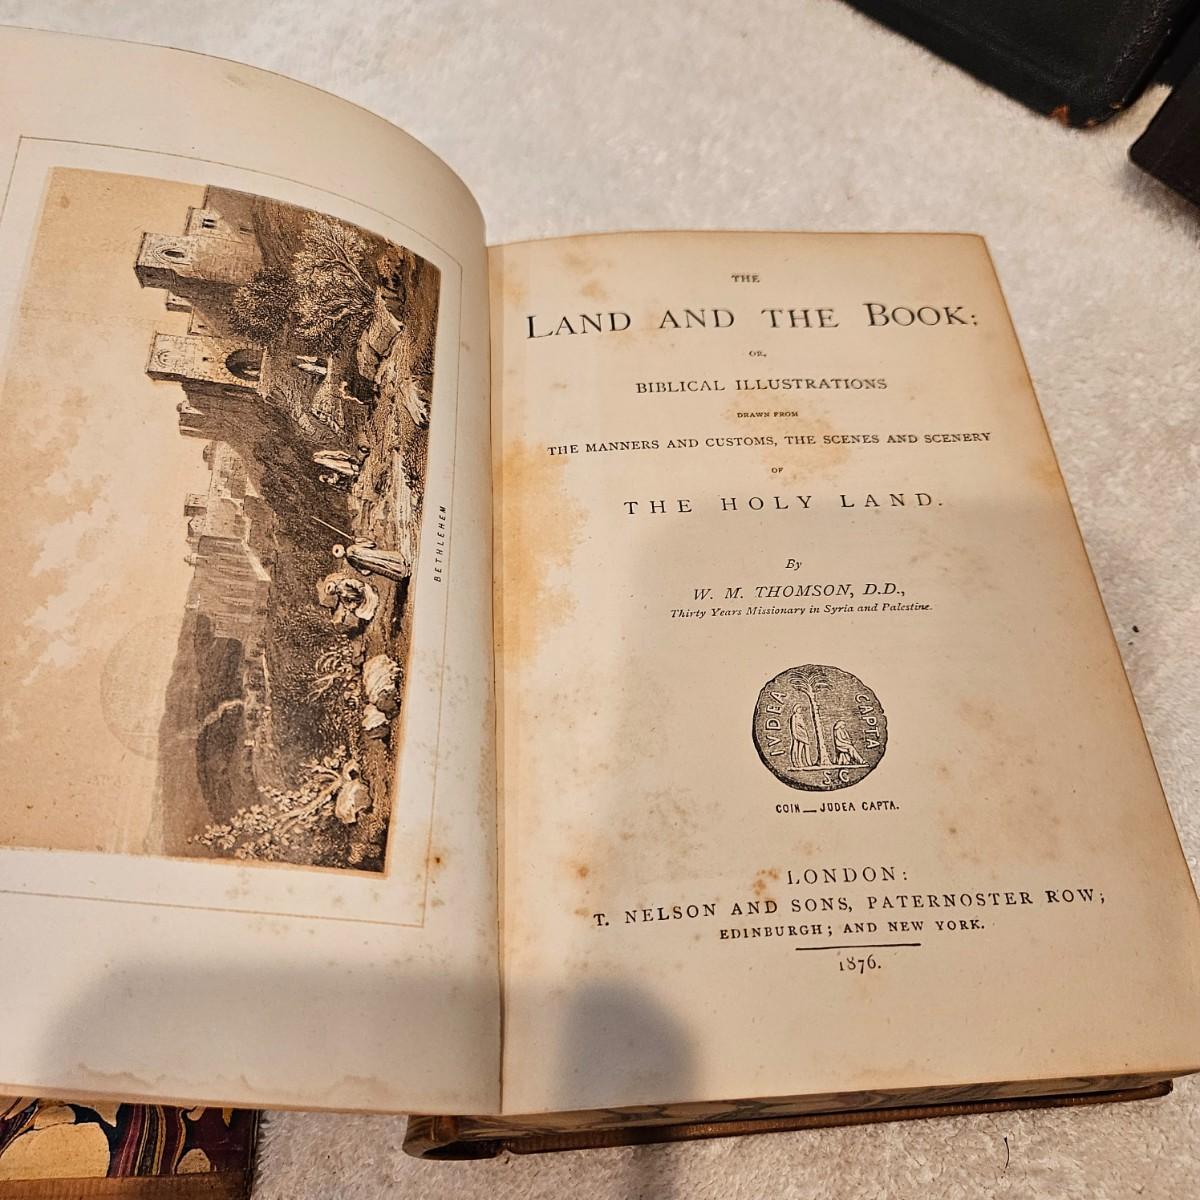 BETHLEHEM
THE
LAND AND THE BOOK;
OR,
BIBLICAL ILLUSTRATIONS
DRAWN FROM
THE MANNERS AND CUSTOMS, THE SCENES AND SCENERY
OF
THE HOLY LAND.
By
W. M. THOMSON, D.D.,
Thirty Years Missionary in Syria and Palestine.
IVDEA CAPTA
S C
COIN — JUDEA CAPTA.
LONDON:
T. NELSON AND SONS, PATERNOSTER ROW;
EDINBURGH; AND NEW YORK.
1876.